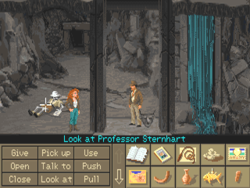 Look at Professor Sternhart
Give Pick up Use
Open Talk to Push
Close Look at Pull